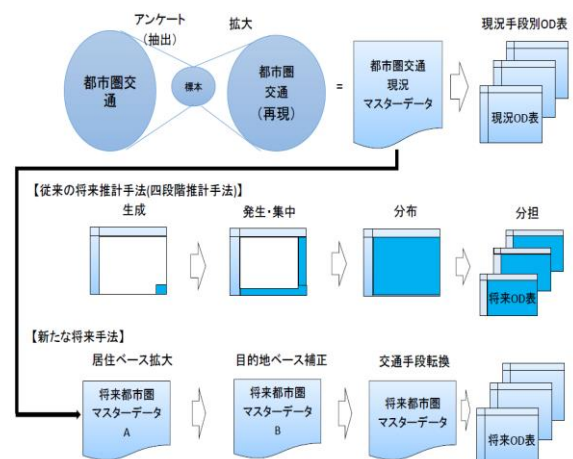 アンケート
(抽出)
拡大
現況手段別OD表
都市圏交
通
標本
都市圏
交通
(再現)
=
都市圏交通
現況
マスターデータ
現況OD表
【従来の将来推計手法(四段階推計手法)】
生成
発生・集中
分布
分担
将来OD表
【新たな将来手法】
居住ベース拡大
目的地ベース補正
交通手段転換
将来都市圏
マスターデータ
A
将来都市圏
マスターデータ
B
将来都市圏
マスターデータ
将来OD表